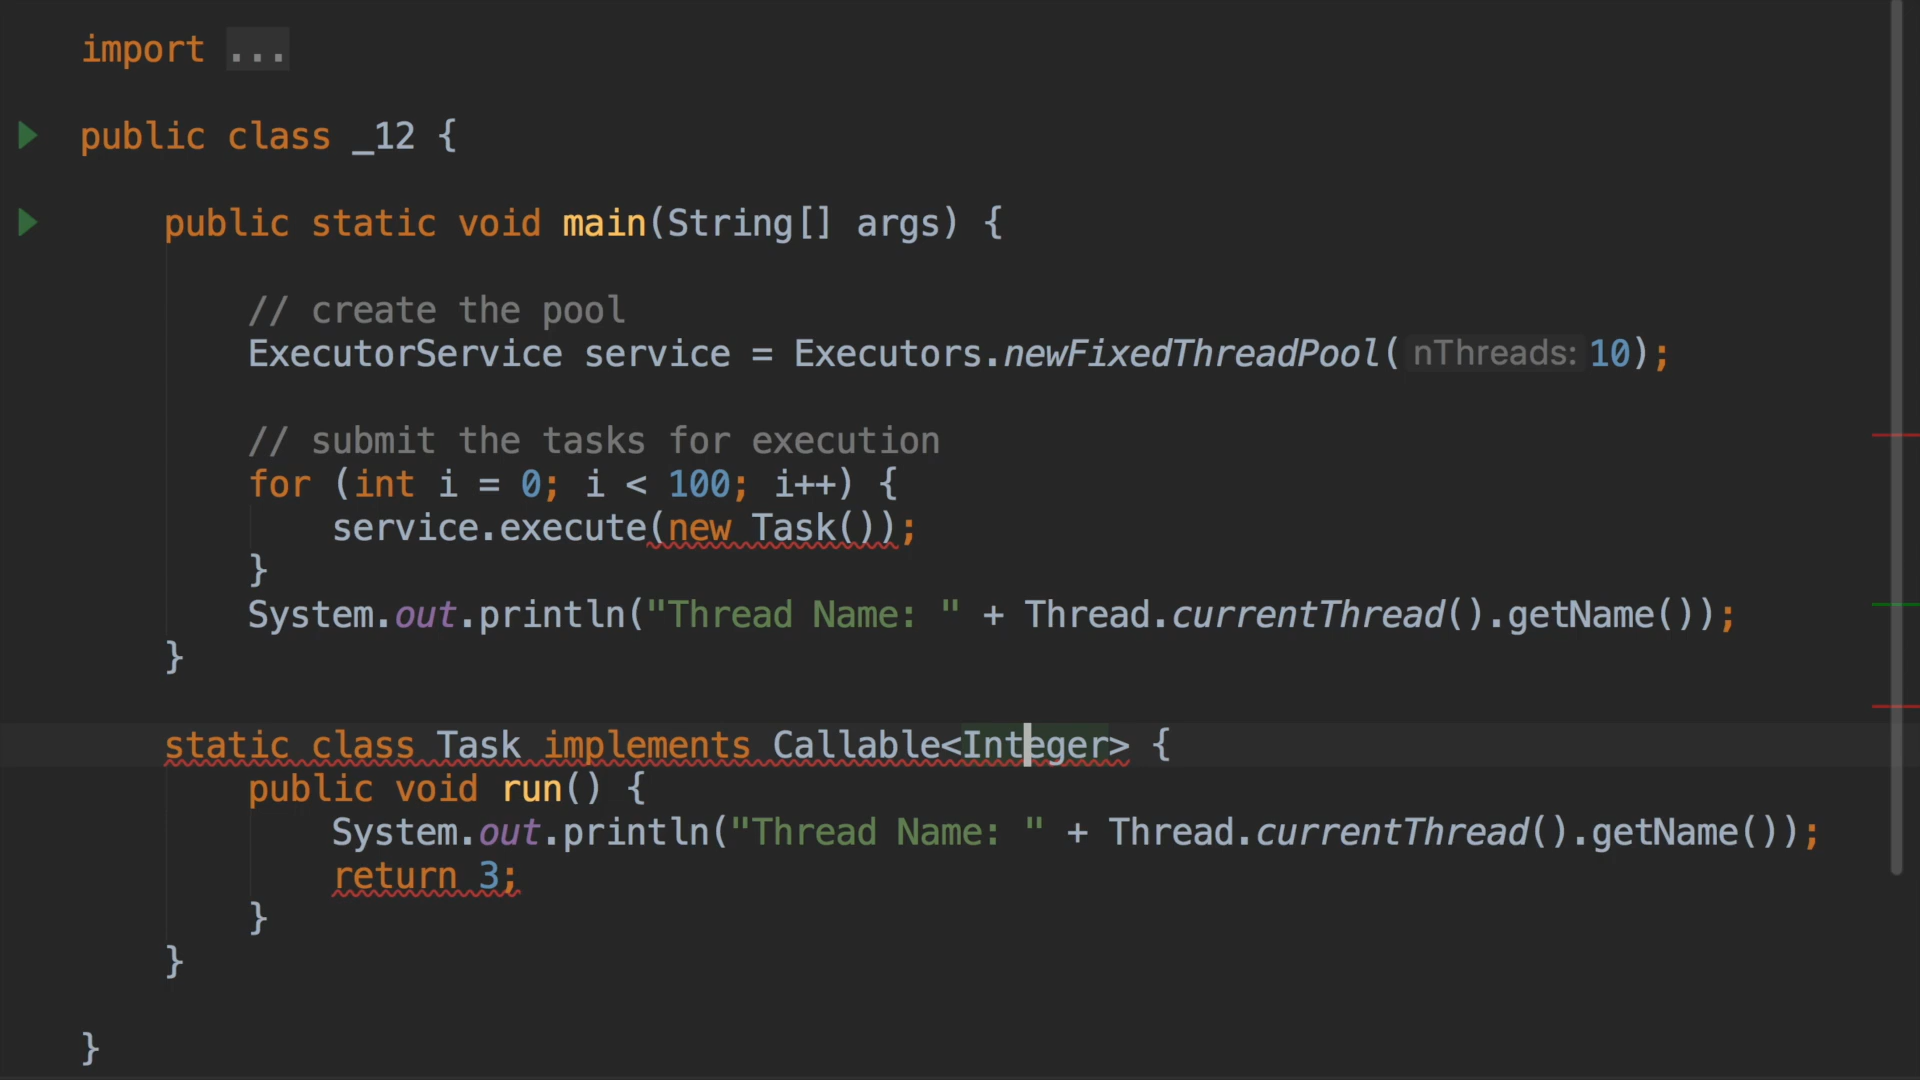 import ...
public class _12 {
public static void main(String[] args) {
// create the pool
ExecutorService service = Executors.newFixedThreadPool( nThreads: 10);
// submit the tasks for execution
for (int i = 0; i < 100; i++) {
service.execute(new Task());
}
System.out.println("Thread Name: " + Thread.currentThread().getName());
}
static class Task implements Callable<Integer> {
public void run() {
System.out.println("Thread Name: " + Thread.currentThread().getName());
return 3;
}
}
}